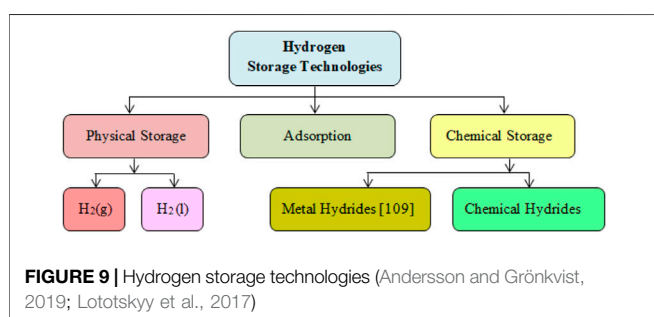 Hydrogen
Storage Technologies
Physical Storage
Adsorption
Chemical Storage
H2(g)
H2(l)
Metal Hydrides [109]
Chemical Hydrides
FIGURE 9 | Hydrogen storage technologies (Andersson and Grönkvist,
2019; Lototskyy et al., 2017)